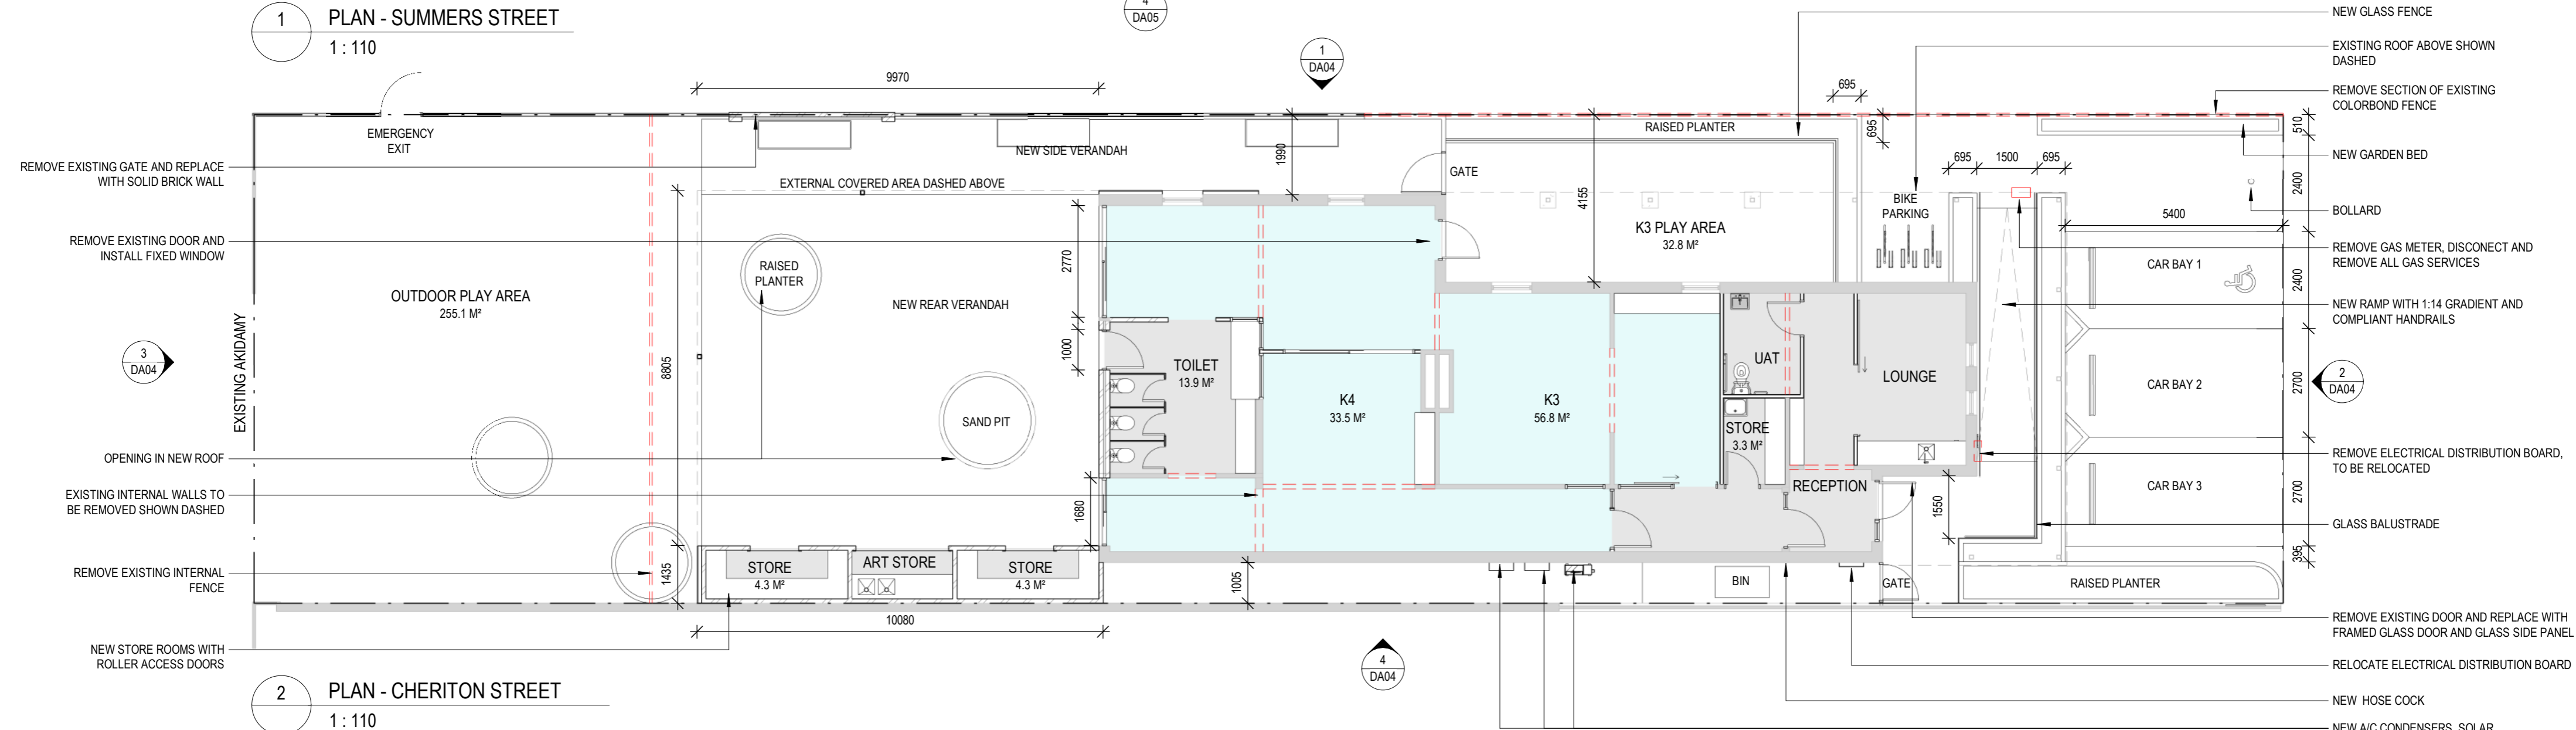 1
PLAN - SUMMERS STREET
1 : 110
4
DA05
1
DA04
NEW GLASS FENCE
EXISTING ROOF ABOVE SHOWN
DASHED
REMOVE SECTION OF EXISTING
COLORBOND FENCE
NEW GARDEN BED
BOLLARD
REMOVE GAS METER, DISCONECT AND
REMOVE ALL GAS SERVICES
NEW RAMP WITH 1:14 GRADIENT AND
COMPLIANT HANDRAILS
2
DA04
REMOVE ELECTRICAL DISTRIBUTION BOARD,
TO BE RELOCATED
GLASS BALUSTRADE
REMOVE EXISTING DOOR AND REPLACE WITH
FRAMED GLASS DOOR AND GLASS SIDE PANEL
RELOCATE ELECTRICAL DISTRIBUTION BOARD
NEW HOSE COCK
NEW A/C CONDENSERS, SOLAR
REMOVE EXISTING GATE AND REPLACE
WITH SOLID BRICK WALL
REMOVE EXISTING DOOR AND
INSTALL FIXED WINDOW
3
DA04
OPENING IN NEW ROOF
EXISTING INTERNAL WALLS TO
BE REMOVED SHOWN DASHED
REMOVE EXISTING INTERNAL
FENCE
NEW STORE ROOMS WITH
ROLLER ACCESS DOORS
EXISTING AKIDAMY
EMERGENCY
EXIT
OUTDOOR PLAY AREA
255.1 M²
9970
NEW SIDE VERANDAH
EXTERNAL COVERED AREA DASHED ABOVE
1990
RAISED
PLANTER
NEW REAR VERANDAH
SAND PIT
8805
1435
2770
1000
1680
STORE
4.3 M²
ART STORE
STORE
4.3 M²
10080
1005
TOILET
13.9 M²
K4
33.5 M²
K3
56.8 M²
GATE
RAISED PLANTER
4155
K3 PLAY AREA
32.8 M²
695
695
BIKE
PARKING
UAT
STORE
3.3 M²
LOUNGE
RECEPTION
BIN
GATE
1550
695
1500
695
5400
CAR BAY 1
CAR BAY 2
CAR BAY 3
RAISED PLANTER
510
2400
2400
2700
2700
395
4
DA04
2
PLAN - CHERITON STREET
1 : 110